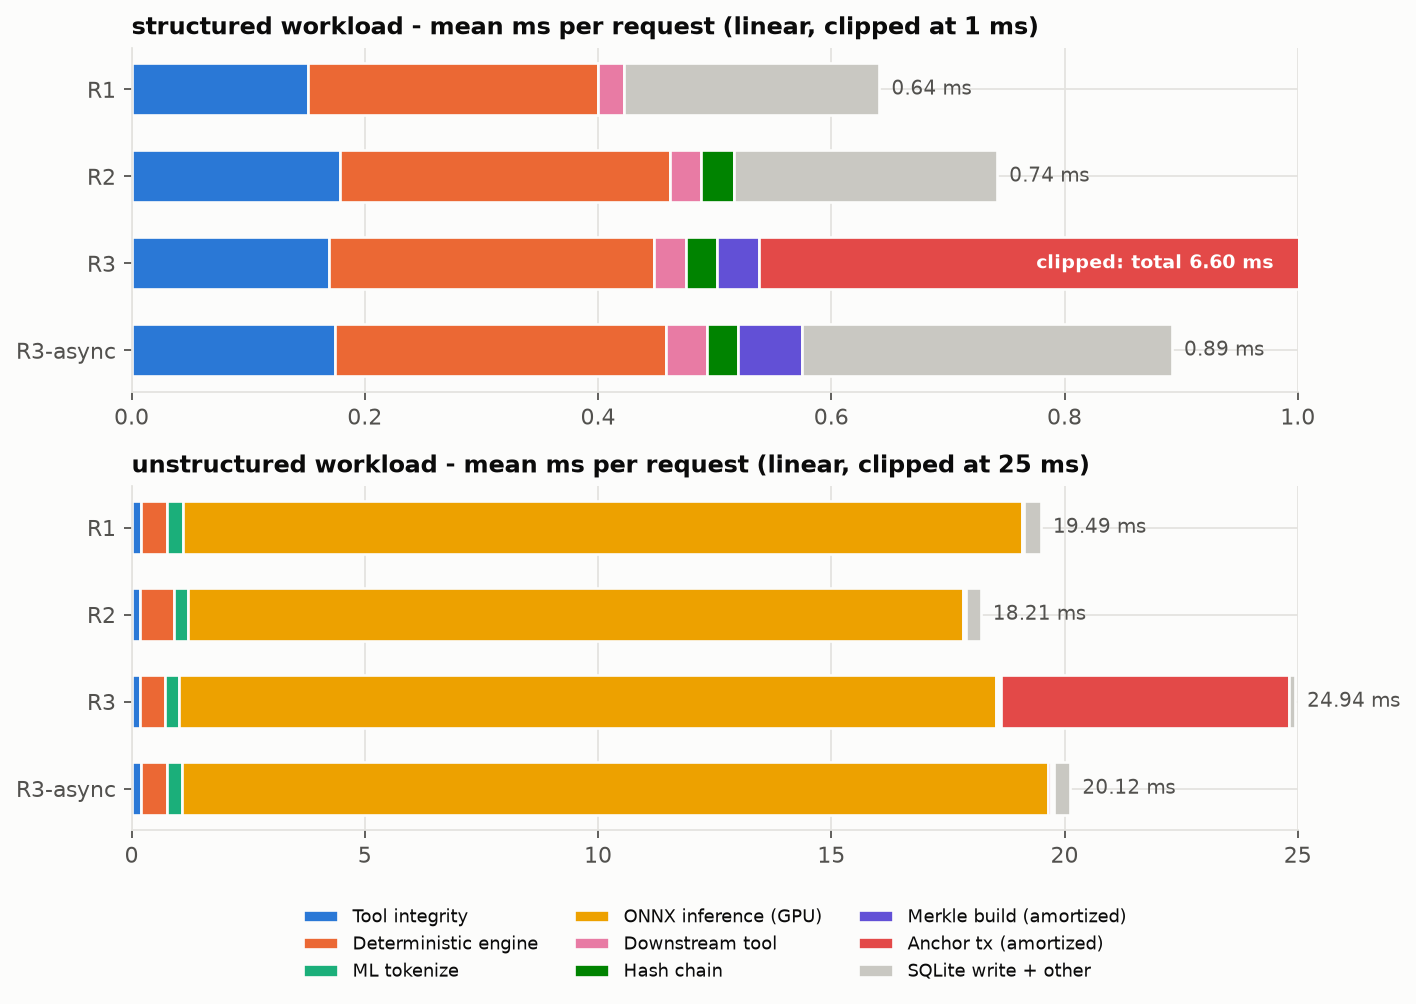 structured workload - mean ms per request (linear, clipped at 1 ms)
R1
0.64 ms
R2
0.74 ms
R3
clipped: total 6.60 ms
R3-async
0.89 ms
0.0 0.2 0.4 0.6 0.8 1.0
unstructured workload - mean ms per request (linear, clipped at 25 ms)
R1
19.49 ms
R2
18.21 ms
R3
24.94 ms
R3-async
20.12 ms
0 5 10 15 20 25
Tool integrity
Deterministic engine
ML tokenize
ONNX inference (GPU)
Downstream tool
Hash chain
Merkle build (amortized)
Anchor tx (amortized)
SQLite write + other